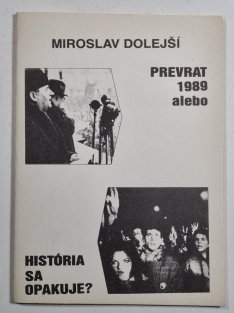 MIROSLAV DOLEJŠÍ
PREVRAT
1989
alebo
HISTÓRIA
SA
OPAKUJE?